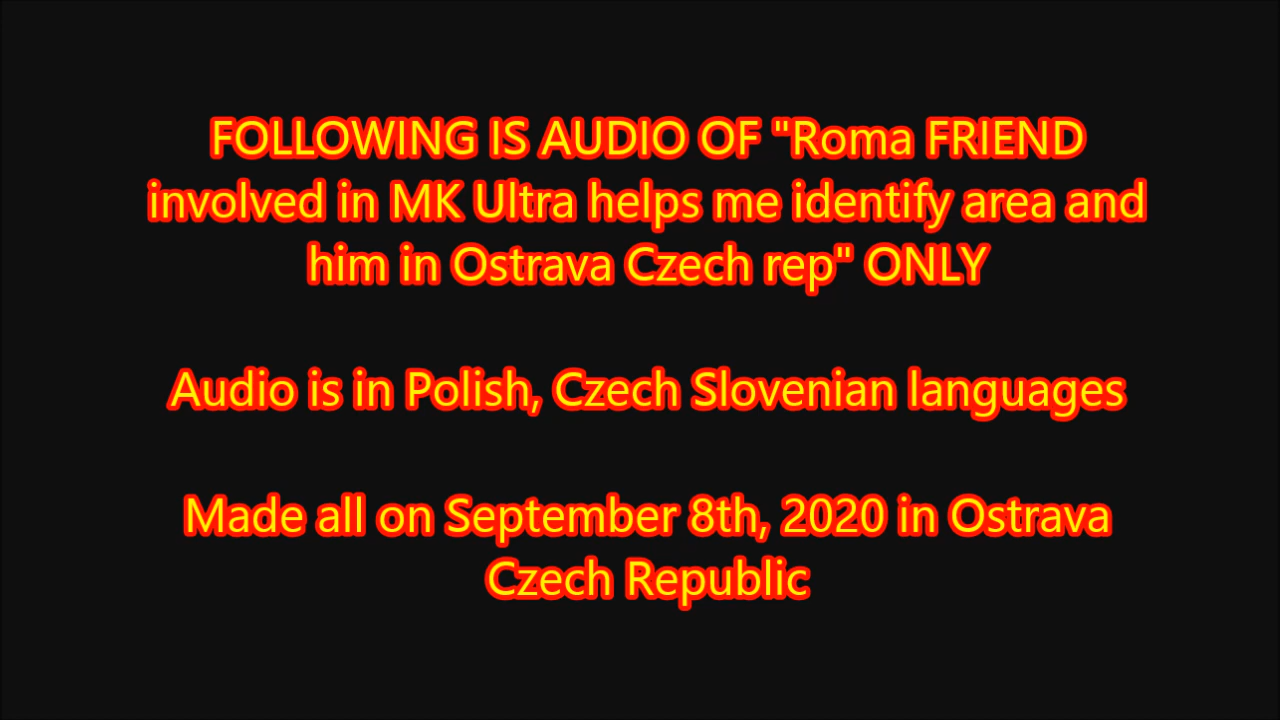 FOLLOWING IS AUDIO OF "Roma FRIEND
involved in MK Ultra helps me identify area and
him in Ostrava Czech rep" ONLY
Audio is in Polish, Czech Slovenian languages
Made all on September 8th, 2020 in Ostrava
Czech Republic